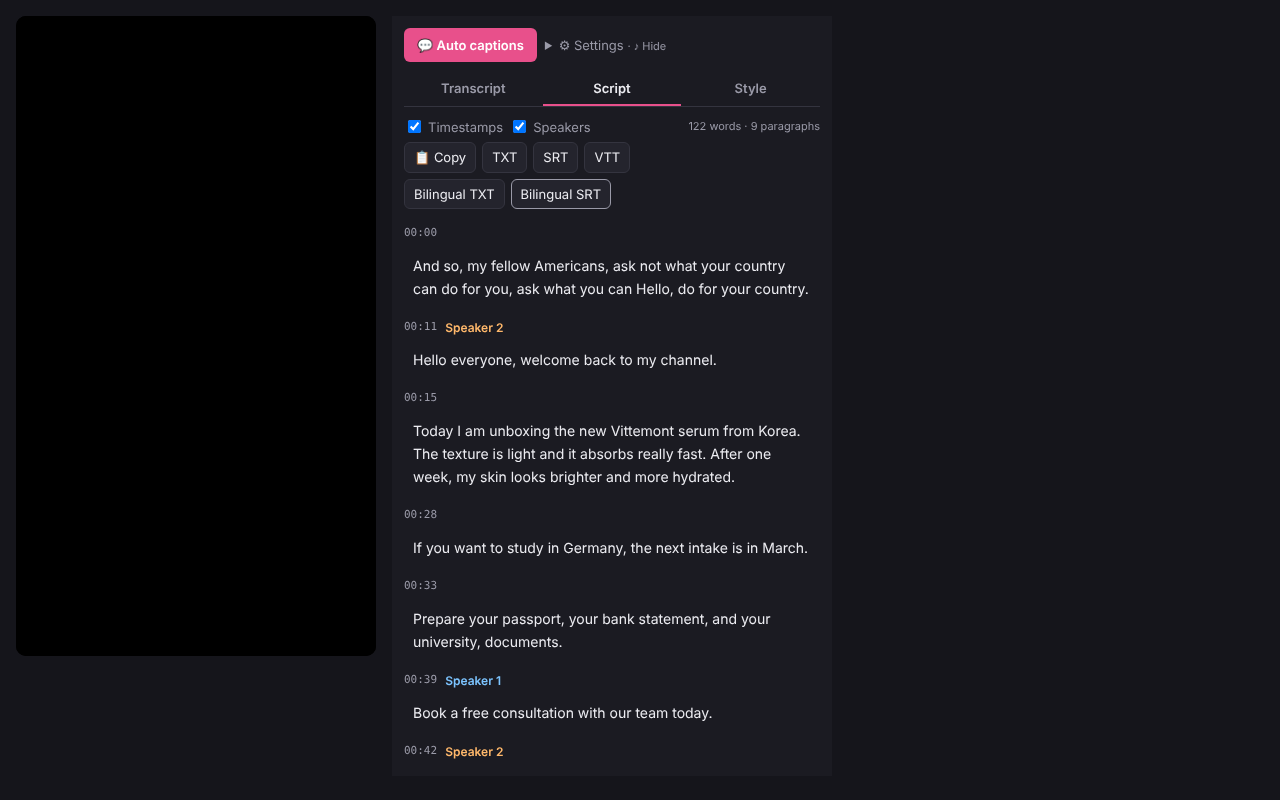 💬 Auto captions ▶ ⚙ Settings · ♪ Hide
Transcript Script Style
Timestamps Speakers 122 words · 9 paragraphs
📋 Copy TXT SRT VTT
Bilingual TXT Bilingual SRT
00:00
And so, my fellow Americans, ask not what your country
can do for you, ask what you can Hello, do for your country.
00:11 Speaker 2
Hello everyone, welcome back to my channel.
00:15
Today I am unboxing the new Vittemont serum from Korea.
The texture is light and it absorbs really fast. After one
week, my skin looks brighter and more hydrated.
00:28
If you want to study in Germany, the next intake is in March.
00:33
Prepare your passport, your bank statement, and your
university, documents.
00:39 Speaker 1
Book a free consultation with our team today.
00:42 Speaker 2